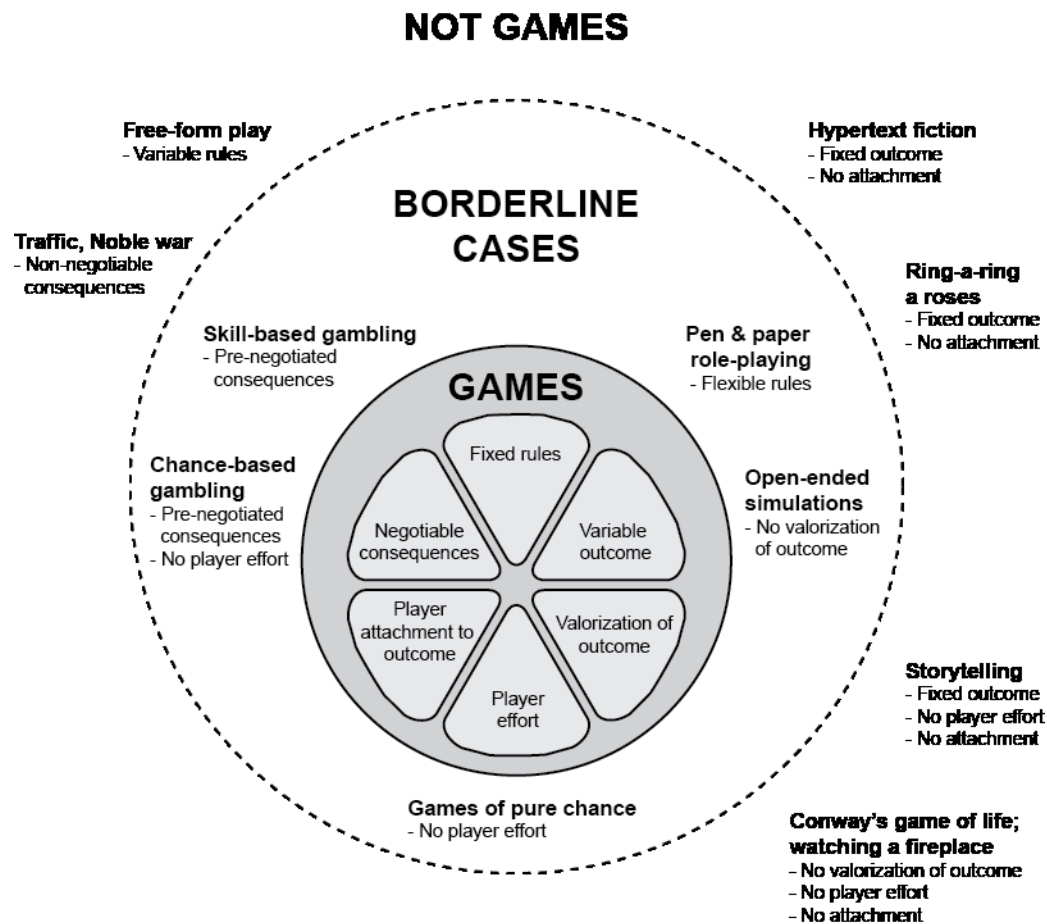 NOT GAMES
Free-form play
- Variable rules
Hypertext fiction
- Fixed outcome
- No attachment
BORDERLINE
CASES
Traffic, Noble war
- Non-negotiable
consequences
Ring-a-ring
a roses
- Fixed outcome
- No attachment
Skill-based gambling
- Pre-negotiated
consequences
Pen & paper
role-playing
- Flexible rules
GAMES
Fixed rules
Chance-based
gambling
- Pre-negotiated
consequences
- No player effort
Negotiable
consequences
Variable
outcome
Open-ended
simulations
- No valorization
of outcome
Player
attachment to
outcome
Valorization of
outcome
Player
effort
Storytelling
- Fixed outcome
- No player effort
- No attachment
Games of pure chance
- No player effort
Conway's game of life;
watching a fireplace
- No valorization of outcome
- No player effort
- No attachment